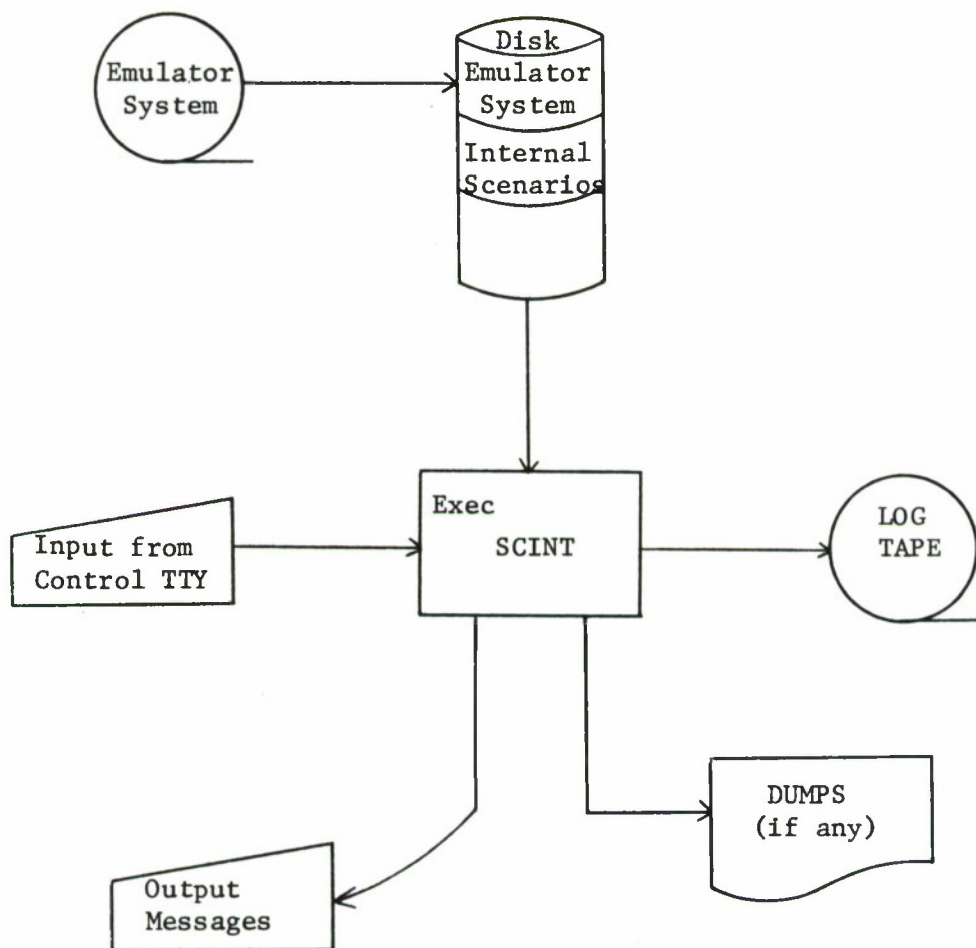 Emulator
System
Disk
Emulator
System
Internal
Scenarios
Input from
Control TTY
Exec
SCINT
LOG
TAPE
DUMPS
(if any)
Output
Messages